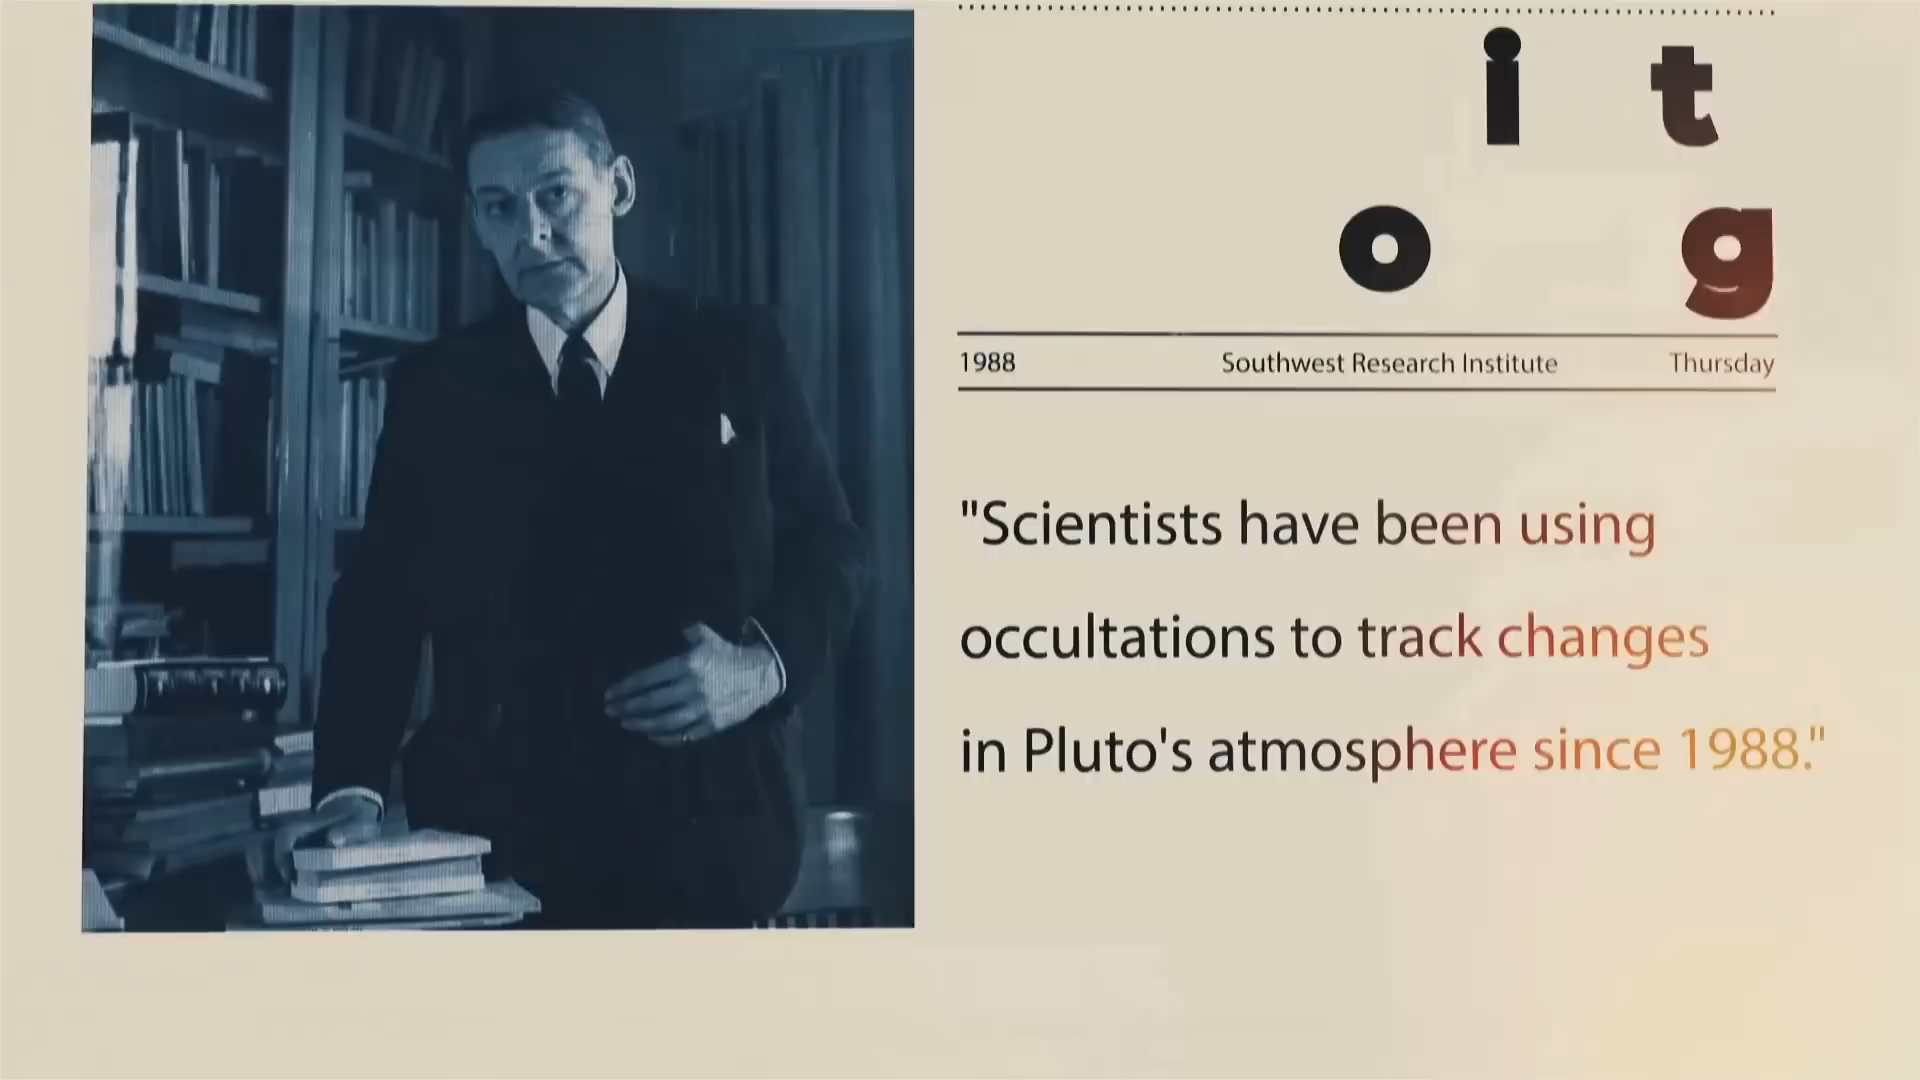 i t
o g
1988 Southwest Research Institute Thursday
"Scientists have been using
occultations to track changes
in Pluto's atmosphere since 1988."